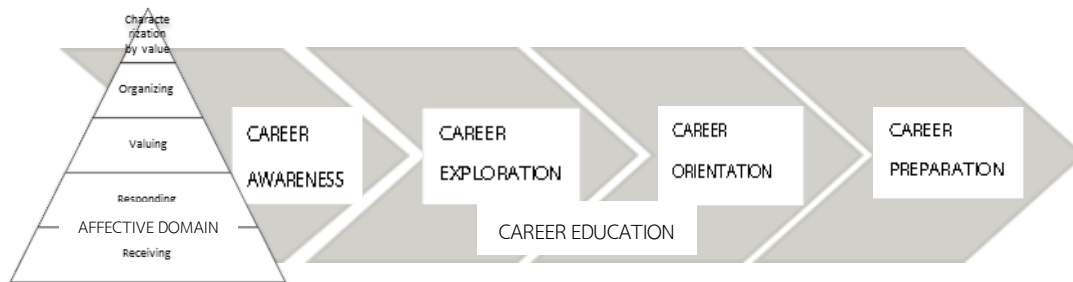 Characte
rization
by value
Organizing
Valuing
Responding
AFFECTIVE DOMAIN
Receiving
CAREER
AWARENESS
CAREER
EXPLORATION
CAREER
ORIENTATION
CAREER
PREPARATION
CAREER EDUCATION